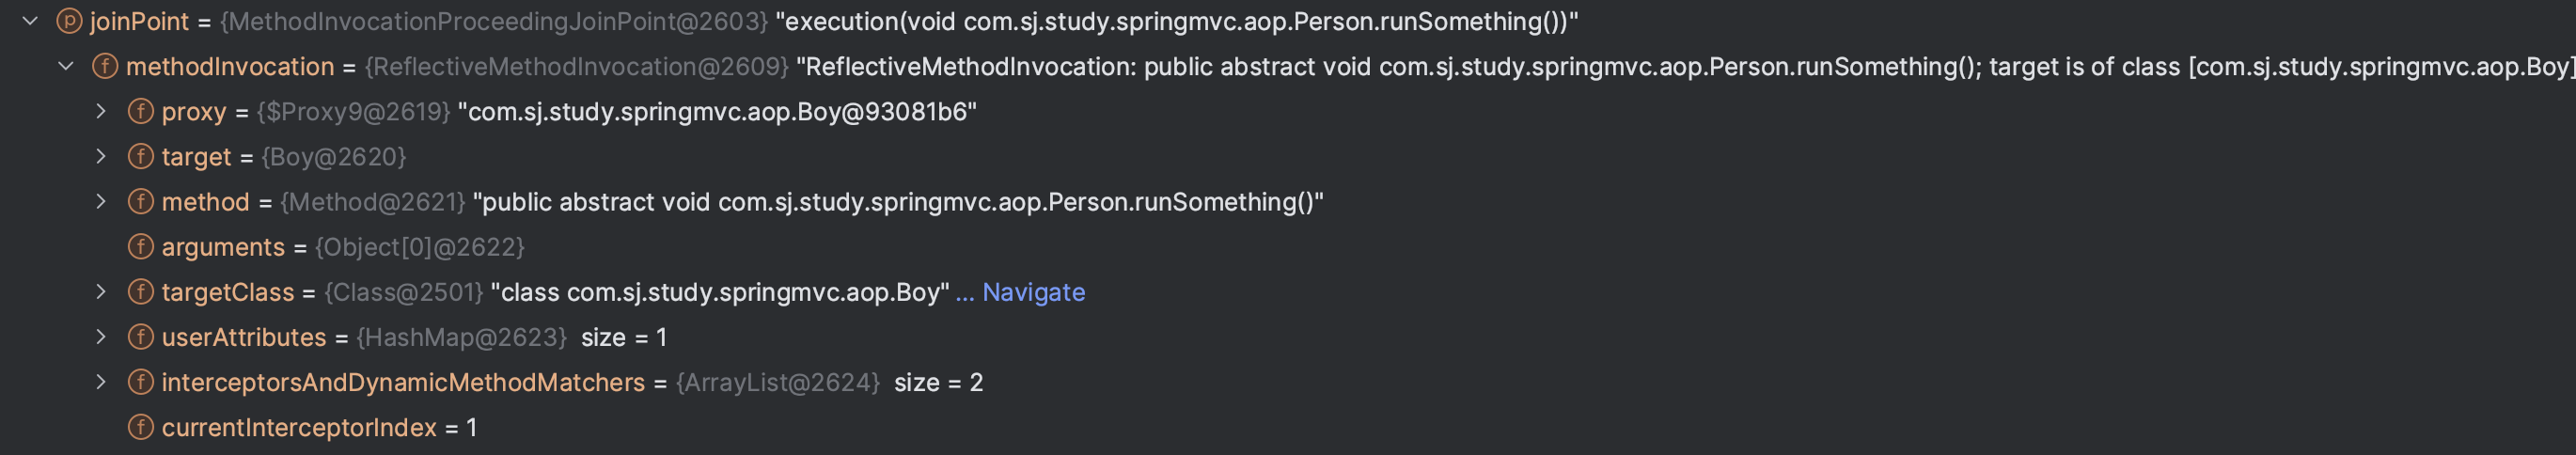 joinPoint = {MethodInvocationProceedingJoinPoint@2603} "execution(void com.sj.study.springmvc.aop.Person.runSomething())"
methodInvocation = {ReflectiveMethodInvocation@2609} "ReflectiveMethodInvocation: public abstract void com.sj.study.springmvc.aop.Person.runSomething(); target is of class [com.sj.study.springmvc.aop.Boy]
proxy = {$Proxy9@2619} "com.sj.study.springmvc.aop.Boy@93081b6"
target = {Boy@2620}
method = {Method@2621} "public abstract void com.sj.study.springmvc.aop.Person.runSomething()"
arguments = {Object[0]@2622}
targetClass = {Class@2501} "class com.sj.study.springmvc.aop.Boy" ... Navigate
userAttributes = {HashMap@2623} size = 1
interceptorsAndDynamicMethodMatchers = {ArrayList@2624} size = 2
currentInterceptorIndex = 1